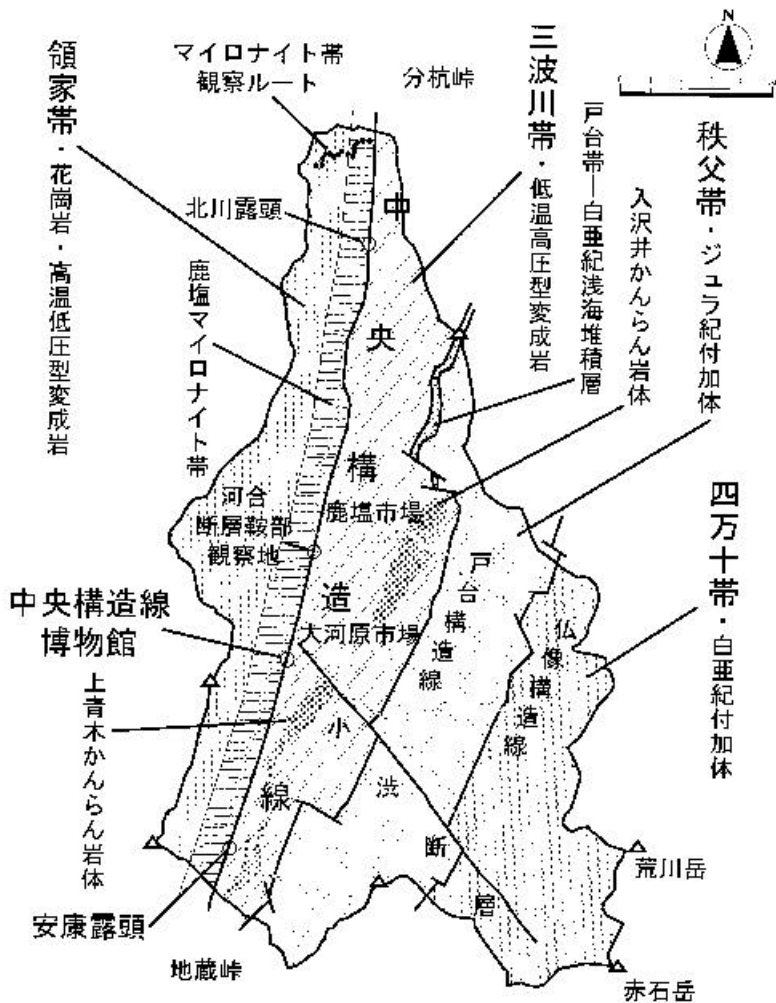 N
マイロナイト帯
観察ルート
分杭峠
領家帯・花崗岩・高温低圧型変成岩
三波川帯・低温高圧型変成岩
戸台帯―白亜紀浅海堆積層
入沢井かんらん岩体
秩父帯・ジュラ紀付加体
四万十帯・白亜紀付加体
北川露頭
鹿塩マイロナイト帯
中央構造線
河合
断層鞍部
観察地
鹿塩市場
中央構造線
博物館
大河原市場
戸台構造線
仏像構造線
上青木かんらん岩体
小渋断層
安康露頭
地蔵峠
荒川岳
赤石岳